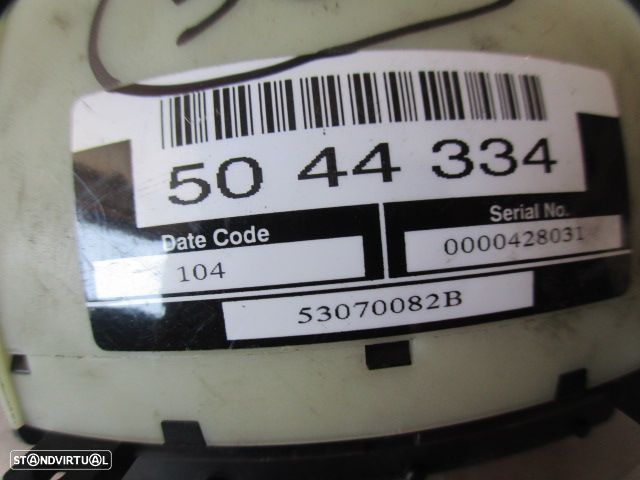 50 44 334
Date Code
Serial No.
104
0000428031
53070082B
STANDVIRTUAL